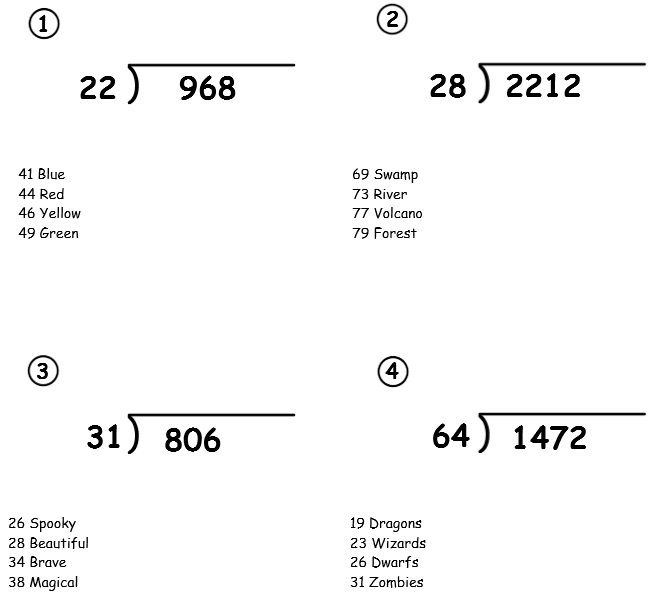 1
22 ) 968
41 Blue
44 Red
46 Yellow
49 Green
2
28 ) 2212
69 Swamp
73 River
77 Volcano
79 Forest
3
31 ) 806
26 Spooky
28 Beautiful
34 Brave
38 Magical
4
64 ) 1472
19 Dragons
23 Wizards
26 Dwarfs
31 Zombies